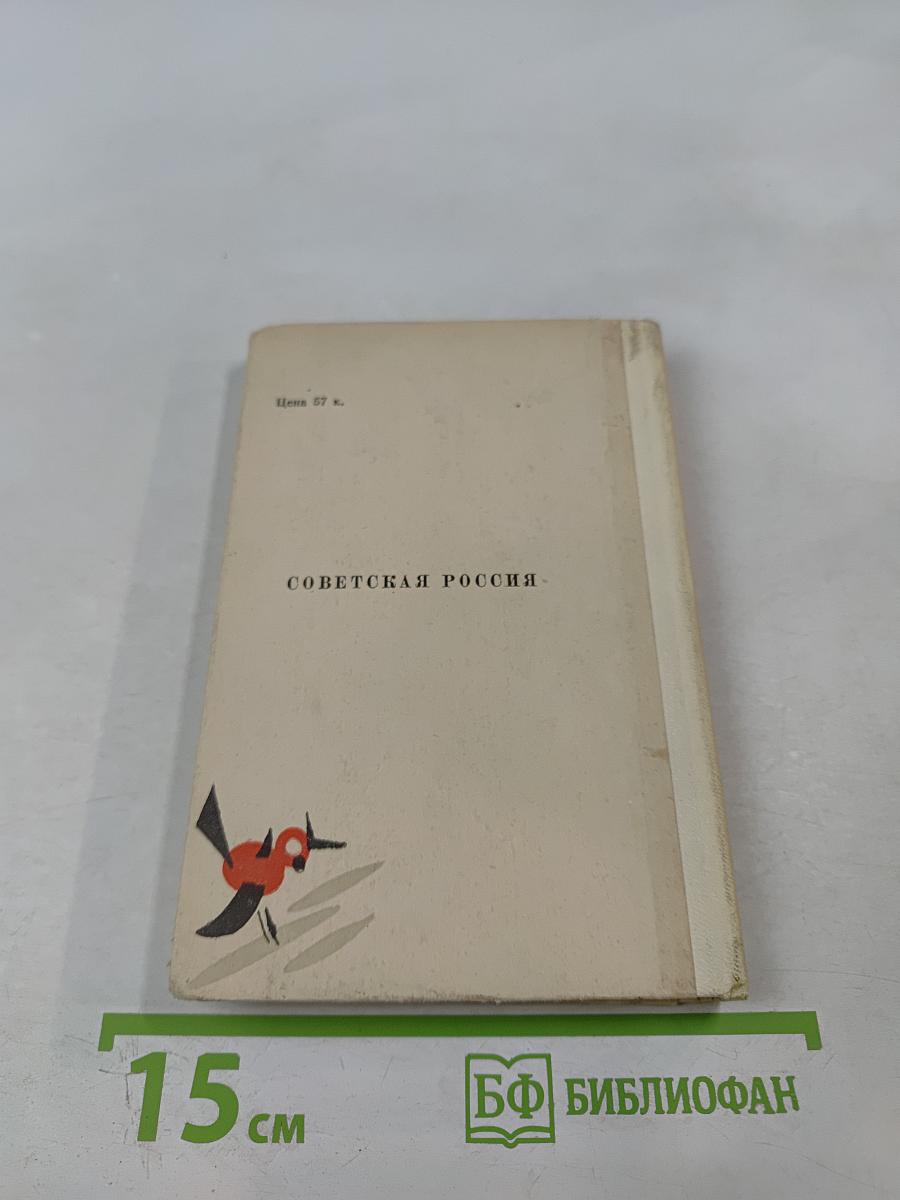 Цена 57 к.
СОВЕТСКАЯ РОССИЯ
15 см
БФ БИБЛИОФАН